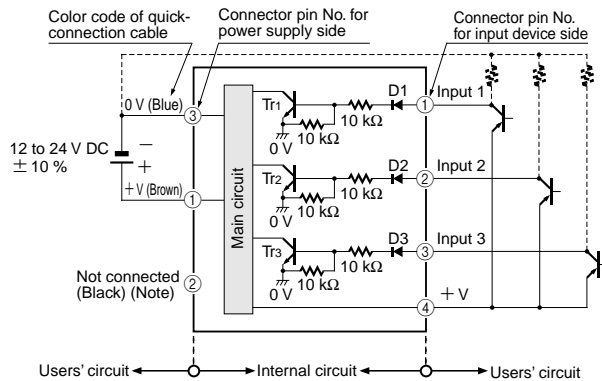 Color code of quick-
connection cable
Connector pin No. for
power supply side
Connector pin No.
for input device side
0 V (Blue)
3
12 to 24 V DC
± 10 %
−
+
+ V (Brown)
1
Not connected
(Black) (Note)
2
Main circuit
Tr1
10 kΩ
10 kΩ
0 V
D1
1
Input 1
Tr2
10 kΩ
10 kΩ
0 V
D2
2
Input 2
Tr3
10 kΩ
10 kΩ
0 V
D3
3
Input 3
4
+ V
Users' circuit
Internal circuit
Users' circuit